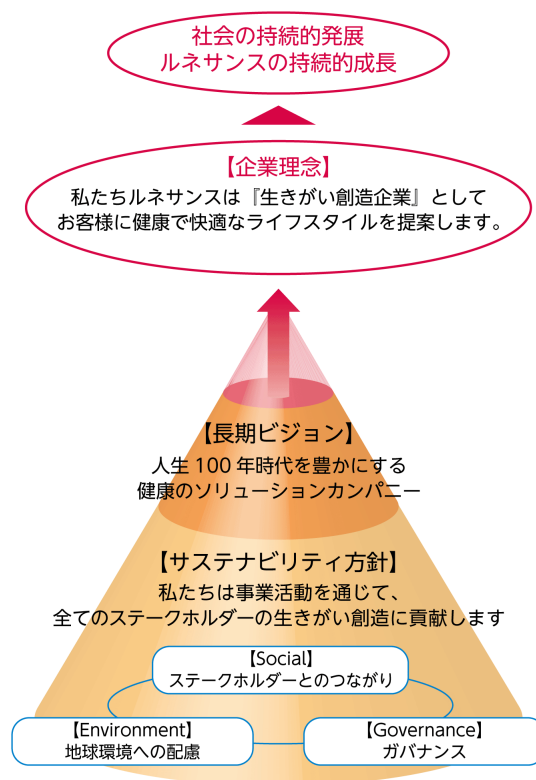 社会の持続的発展
ルネサンスの持続的成長
【企業理念】
私たちルネサンスは『生きがい創造企業』として
お客様に健康で快適なライフスタイルを提案します。
【長期ビジョン】
人生100年時代を豊かにする
健康のソリューションカンパニー
【サステナビリティ方針】
私たちは事業活動を通じて、
全てのステークホルダーの生きがい創造に貢献します
【Social】
ステークホルダーとのつながり
【Environment】
地球環境への配慮
【Governance】
ガバナンス